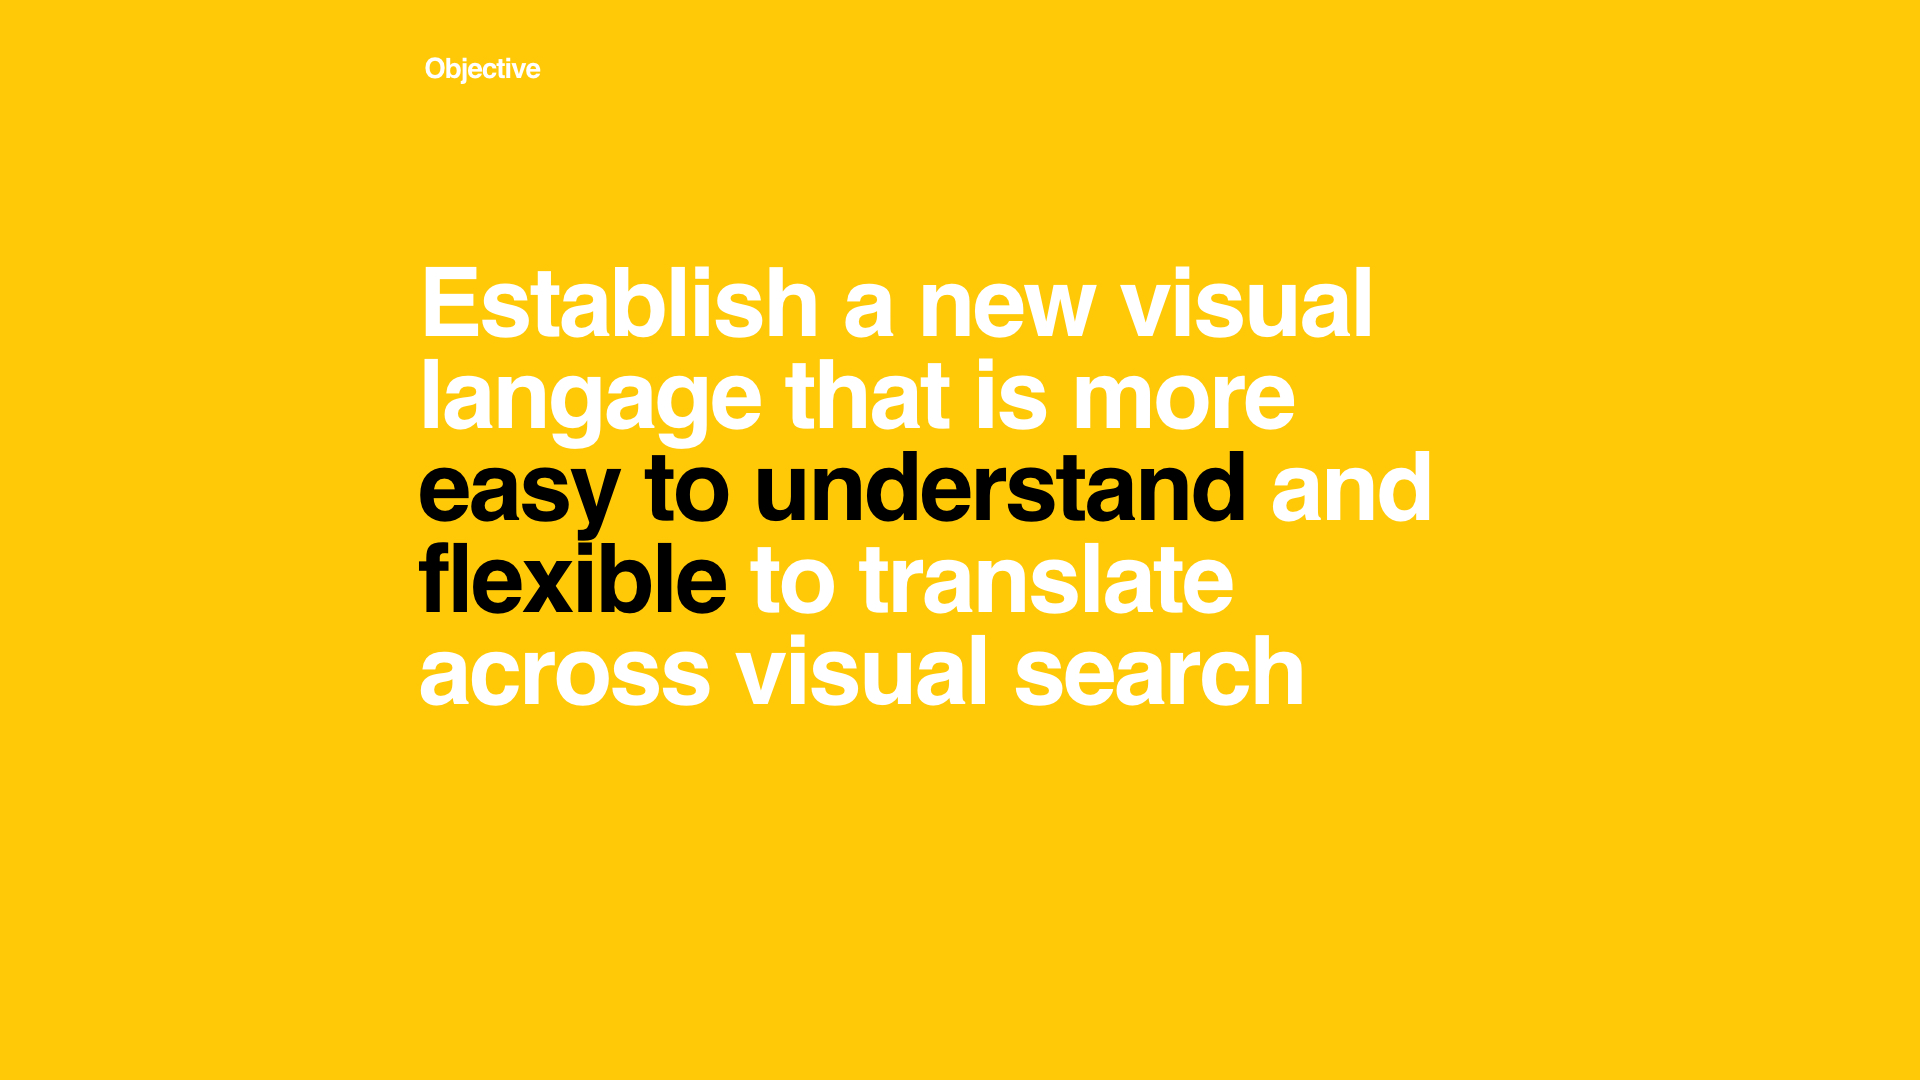 Objective
Establish a new visual
langage that is more
easy to understand and
flexible to translate
across visual search